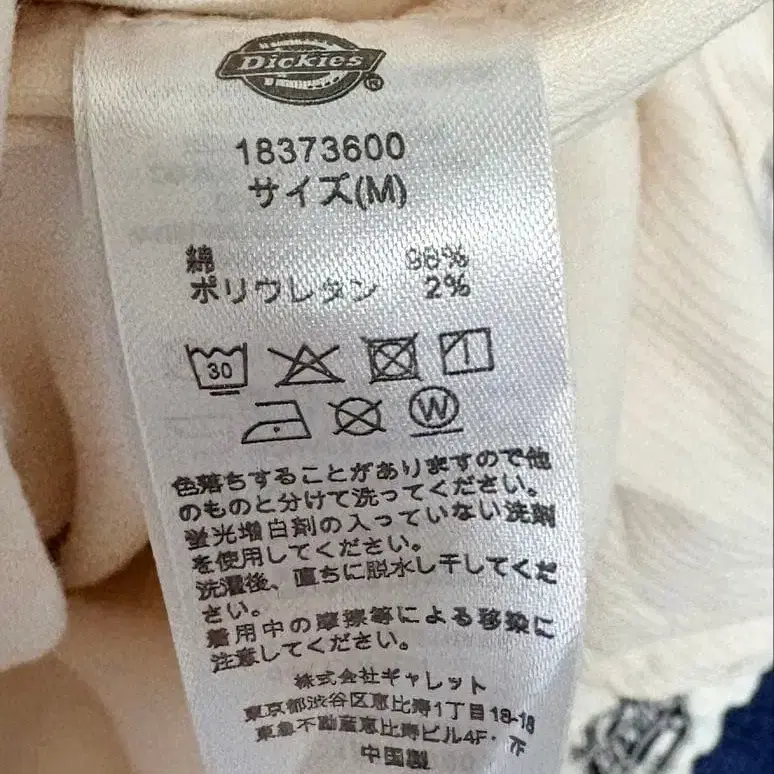 Dickies®
18373600
サイズ(M)
綿 98%
ポリウレタン 2%
30
W
色落ちすることがありますので他
のものと分けて洗ってください。
蛍光増白剤の入っていない洗剤
を使用してください。
洗濯後、直ちに脱水し干してくだ
さい。
着用中の摩擦等による移染に
注意してください。
株式会社ギャレット
東京都渋谷区恵比寿1丁目18-18
東急不動産恵比寿ビル4F・7F
中国製